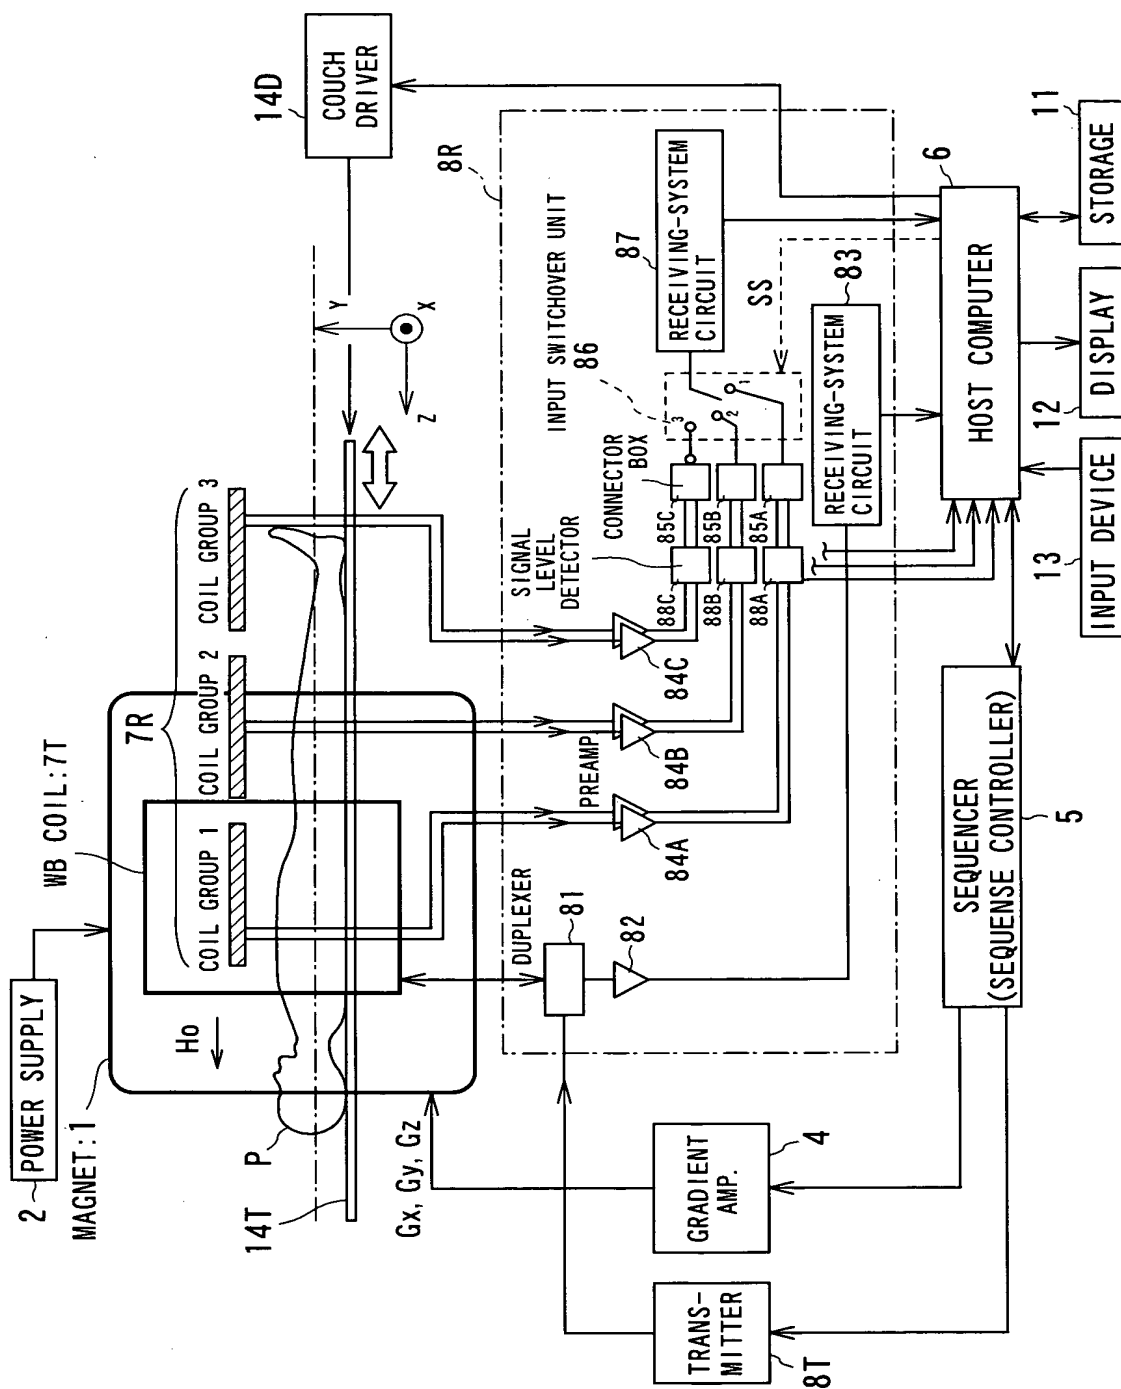 2
POWER SUPPLY
MAGNET:1
WB COIL:7T
7R
COIL GROUP 1
COIL GROUP 2
COIL GROUP 3
Ho
P
14T
14D
COUCH
DRIVER
Y
X
Z
Gx, Gy, Gz
8R
DUPLEXER
81
82
PREAMP
84A
84B
84C
SIGNAL
LEVEL
DETECTOR
88C
88B
88A
CONNECTOR
BOX
85C
85B
85A
INPUT SWITCHOVER UNIT
86
3
2
1
87
RECEIVING-SYSTEM
CIRCUIT
SS
83
RECEIVING-SYSTEM
CIRCUIT
TRANS-
MITTER
8T
GRADIENT
AMP.
4
SEQUENCER
(SEQUENSE CONTROLLER)
5
6
HOST COMPUTER
13
INPUT DEVICE
12
DISPLAY
11
STORAGE